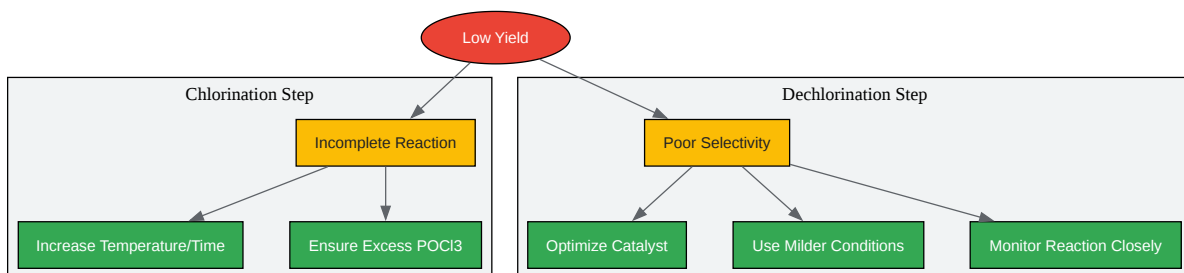 Low Yield
Chlorination Step
Dechlorination Step
Incomplete Reaction
Poor Selectivity
Increase Temperature/Time
Ensure Excess POCl3
Optimize Catalyst
Use Milder Conditions
Monitor Reaction Closely